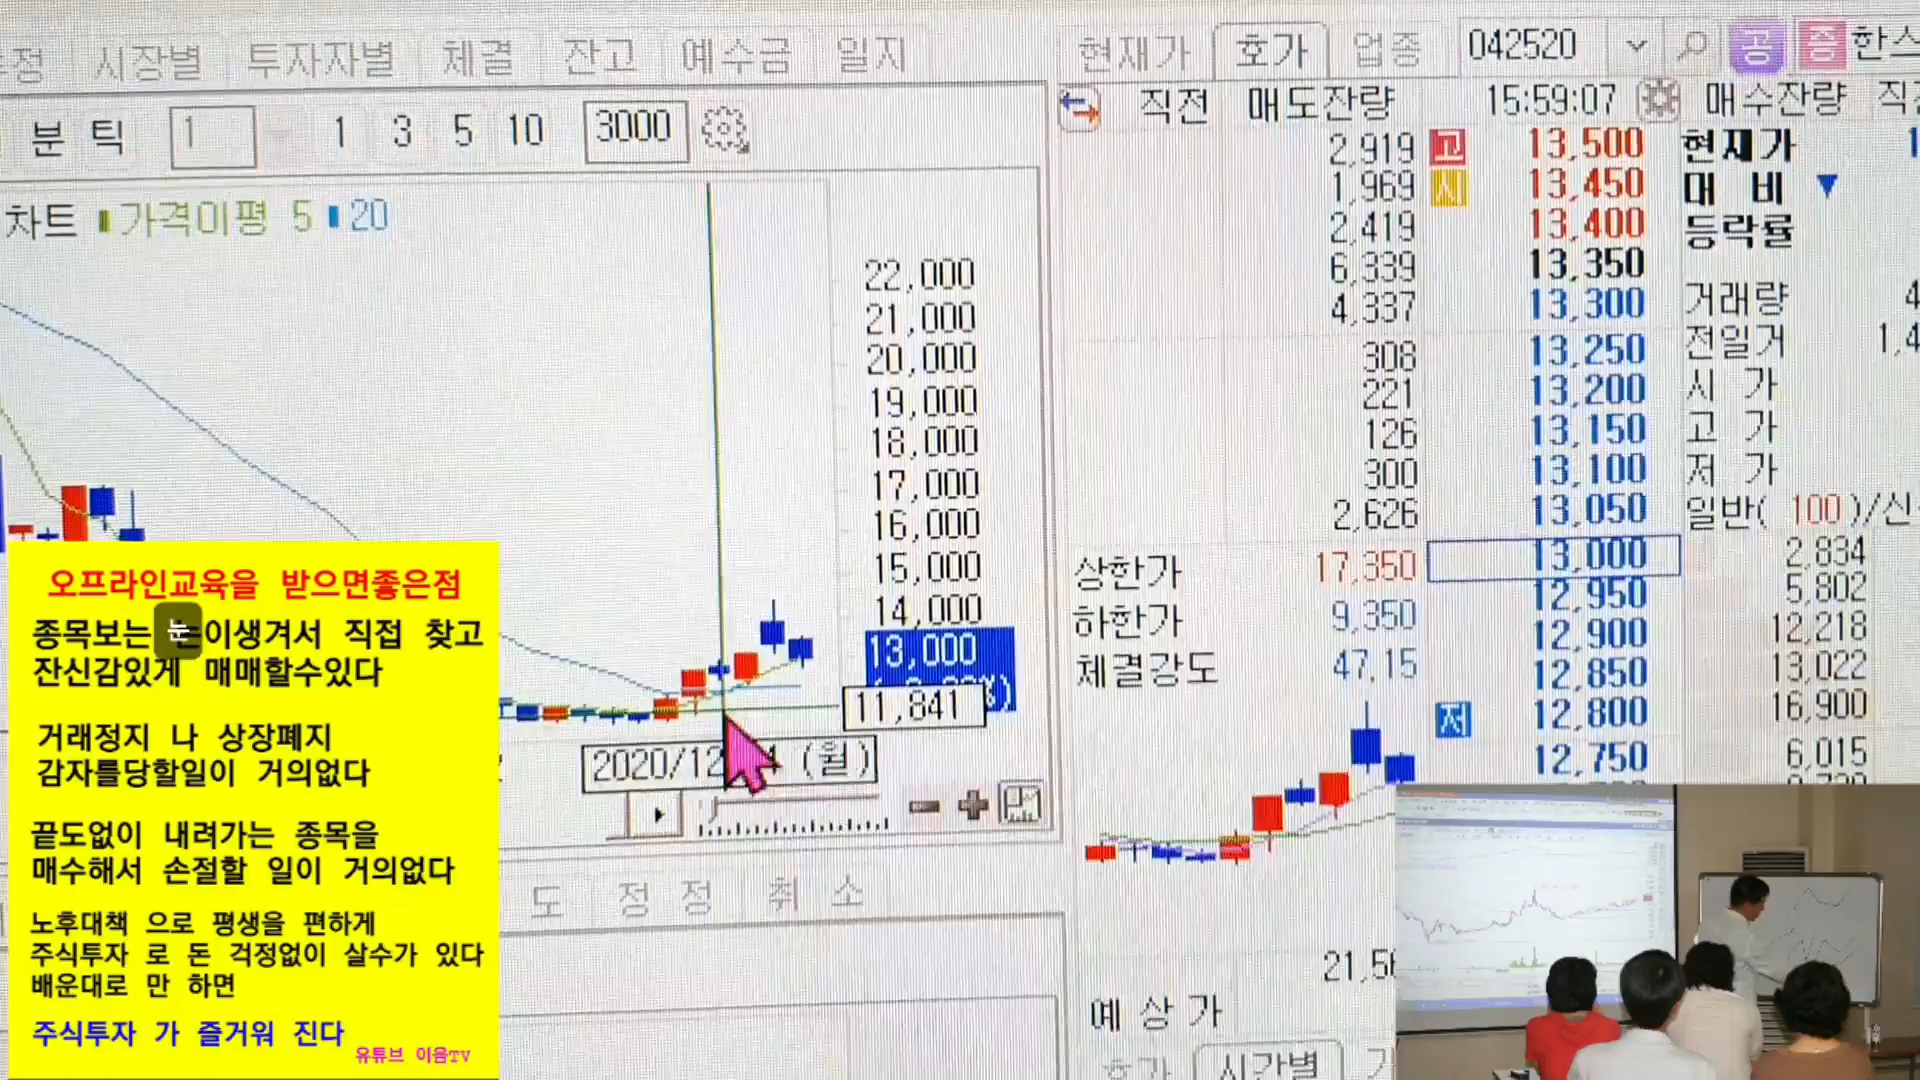 시장별 투자자별 체결 잔고 예수금 일지
현재가 호가 업종 042520 공 증 한스
분 틱 1 1 3 5 10 3000
직전 매도잔량 15:59:07 매수잔량
차트 가격이평 5 20
22,000
21,000
20,000
19,000
18,000
17,000
16,000
15,000
14,000
13,000
11,841
2020/12 (월)
도 정 정 취 소
2,919 고 13,500 현재가
1,969 시 13,450 대 비 ▼
2,419 13,400 등락률
6,339 13,350
4,337 13,300 거래량
308 13,250 전일거
221 13,200 시 가
126 13,150 고 가
300 13,100 저 가
2,626 13,050 일반( 100 )/신
상한가 17,350 13,000 2,834
하한가 9,350 12,950 5,802
체결강도 47.15 12,900 12,218
12,850 13,022
저 12,800 16,900
12,750 6,015
예 상 가
호가 시간별
오프라인교육을 받으면좋은점
종목보는 눈이생겨서 직접 찾고
잔신감있게 매매할수있다
거래정지 나 상장폐지
감자를당할일이 거의없다
끝도없이 내려가는 종목을
매수해서 손절할 일이 거의없다
노후대책 으로 평생을 편하게
주식투자 로 돈 걱정없이 살수가 있다
배운대로 만 하면
주식투자 가 즐거워 진다
유튜브 이음TV